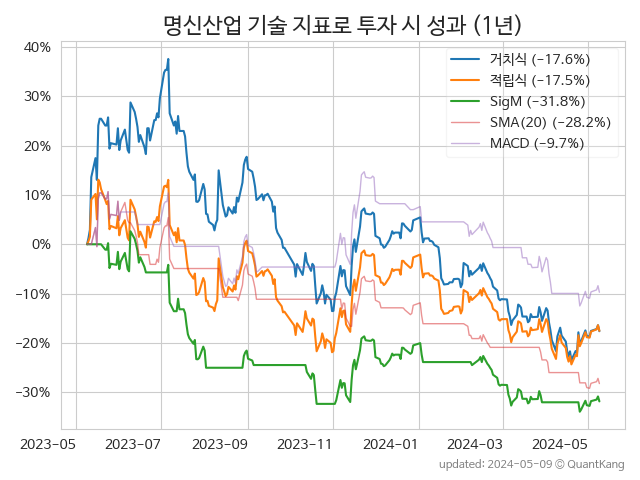 명신산업 기술 지표로 투자 시 성과 (1년)
40%
30%
20%
10%
0%
−10%
−20%
−30%
거치식 (−17.6%)
적립식 (−17.5%)
SigM (−31.8%)
SMA(20) (−28.2%)
MACD (−9.7%)
2023-05
2023-07
2023-09
2023-11
2024-01
2024-03
2024-05
updated: 2024-05-09 © QuantKang